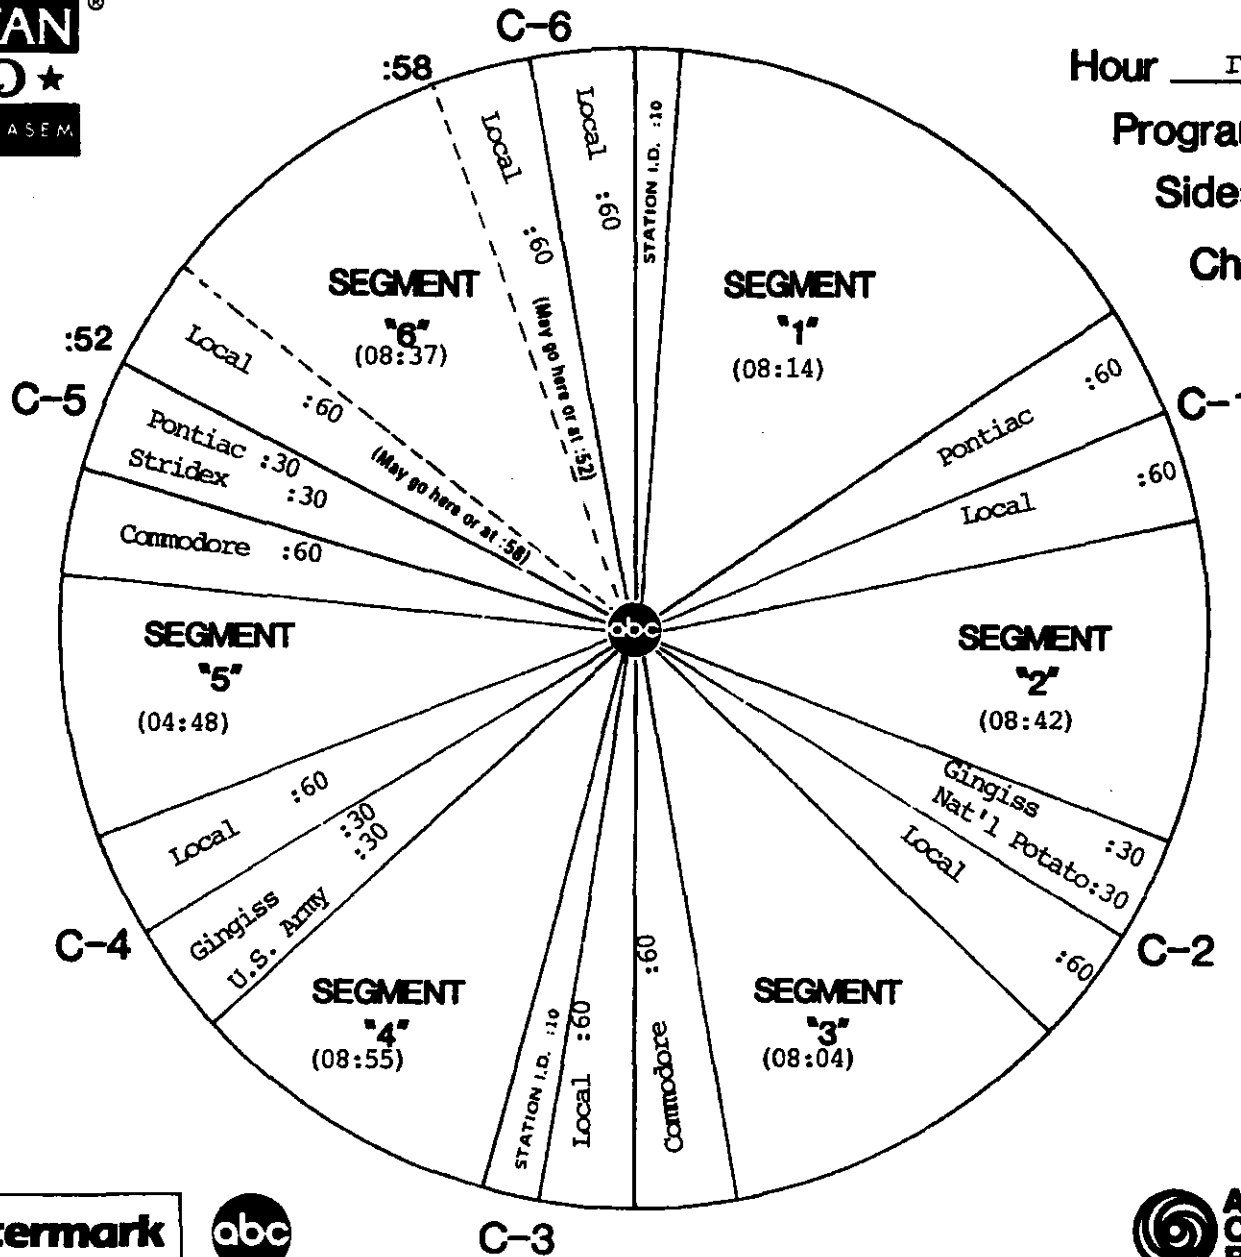 C-6
:58
Hour
C-1
:52
C-5
C-4
C-2
C-3
STATION I.D. :10
SEGMENT
"1"
(08:14)
Pontiac :60
Local :60
SEGMENT
"2"
(08:42)
Gingiss :30
Nat'l Potato:30
Local :60
SEGMENT
"3"
(08:04)
Commodore :60
Local :60
STATION I.D. :10
SEGMENT
"4"
(08:55)
Gingiss :30
U.S. Army :30
Local :60
SEGMENT
"5"
(04:48)
Commodore :60
Pontiac :30
Stridex :30
Local :60
(May go here or at :58)
SEGMENT
"6"
(08:37)
Local :60
(May go here or at :52)
Local :60
abc
abc